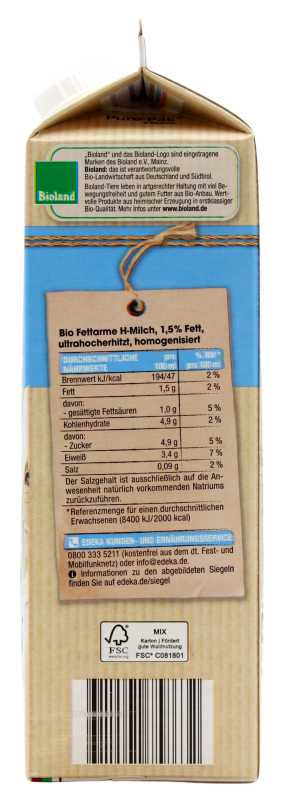 Pure-Pak
„Bioland" und das Bioland-Logo sind eingetragene
Marken des Bioland e.V., Mainz.
Bioland: das ist verantwortungsvolle
Bio-Landwirtschaft aus Deutschland und Südtirol.
Bioland-Tiere leben in artgerechter Haltung mit viel Be-
wegungsfreiheit und gutem Futter aus Bio-Anbau. Wert-
volle Produkte aus heimischer Erzeugung in erstklassiger
Bio-Qualität. Mehr Infos unter www.bioland.de
Bioland
Bio Fettarme H-Milch, 1,5% Fett,
ultrahocherhitzt, homogenisiert
DURCHSCHNITTLICHE NÄHRWERTE pro 100 ml % RM* pro 100 ml
Brennwert kJ/kcal 194/47 2 %
Fett 1,5 g 2 %
davon:
- gesättigte Fettsäuren 1,0 g 5 %
Kohlenhydrate 4,9 g 2 %
davon:
- Zucker 4,9 g 5 %
Eiweiß 3,4 g 7 %
Salz 0,09 g 2 %
Der Salzgehalt ist ausschließlich auf die An-
wesenheit natürlich vorkommenden Natriums
zurückzuführen.
*Referenzmenge für einen durchschnittlichen
Erwachsenen (8400 kJ/2000 kcal)
EDEKA KUNDEN- UND ERNÄHRUNGSSERVICE
0800 333 5211 (kostenfrei aus dem dt. Fest- und
Mobilfunknetz) oder info@edeka.de.
Informationen zu den abgebildeten Siegeln
finden Sie auf edeka.de/siegel
FSC
www.fsc.org
MIX
Karton | Fördert
gute Waldnutzung
FSC® C081801